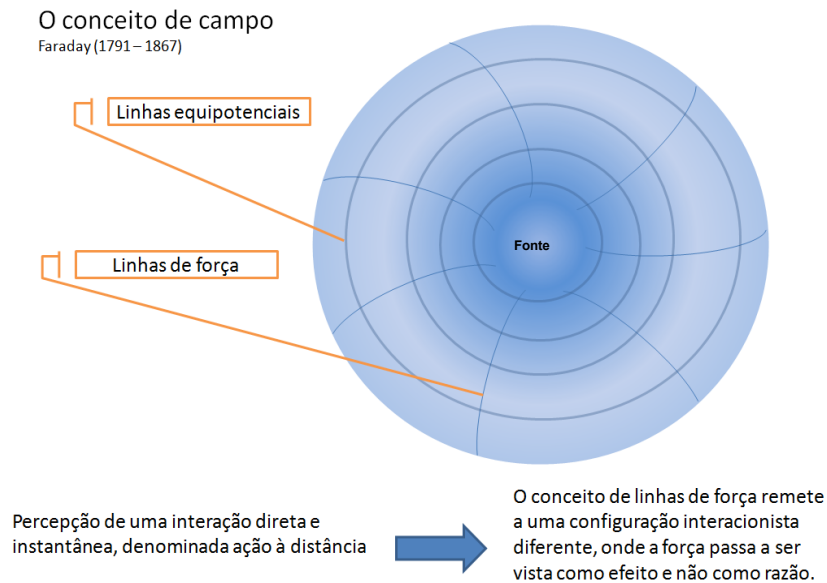 O conceito de campo
Faraday (1791 – 1867)
Linhas equipotenciais
Linhas de força
Fonte
Percepção de uma interação direta e
instantânea, denominada ação à distância
O conceito de linhas de força remete
a uma configuração interacionista
diferente, onde a força passa a ser
vista como efeito e não como razão.